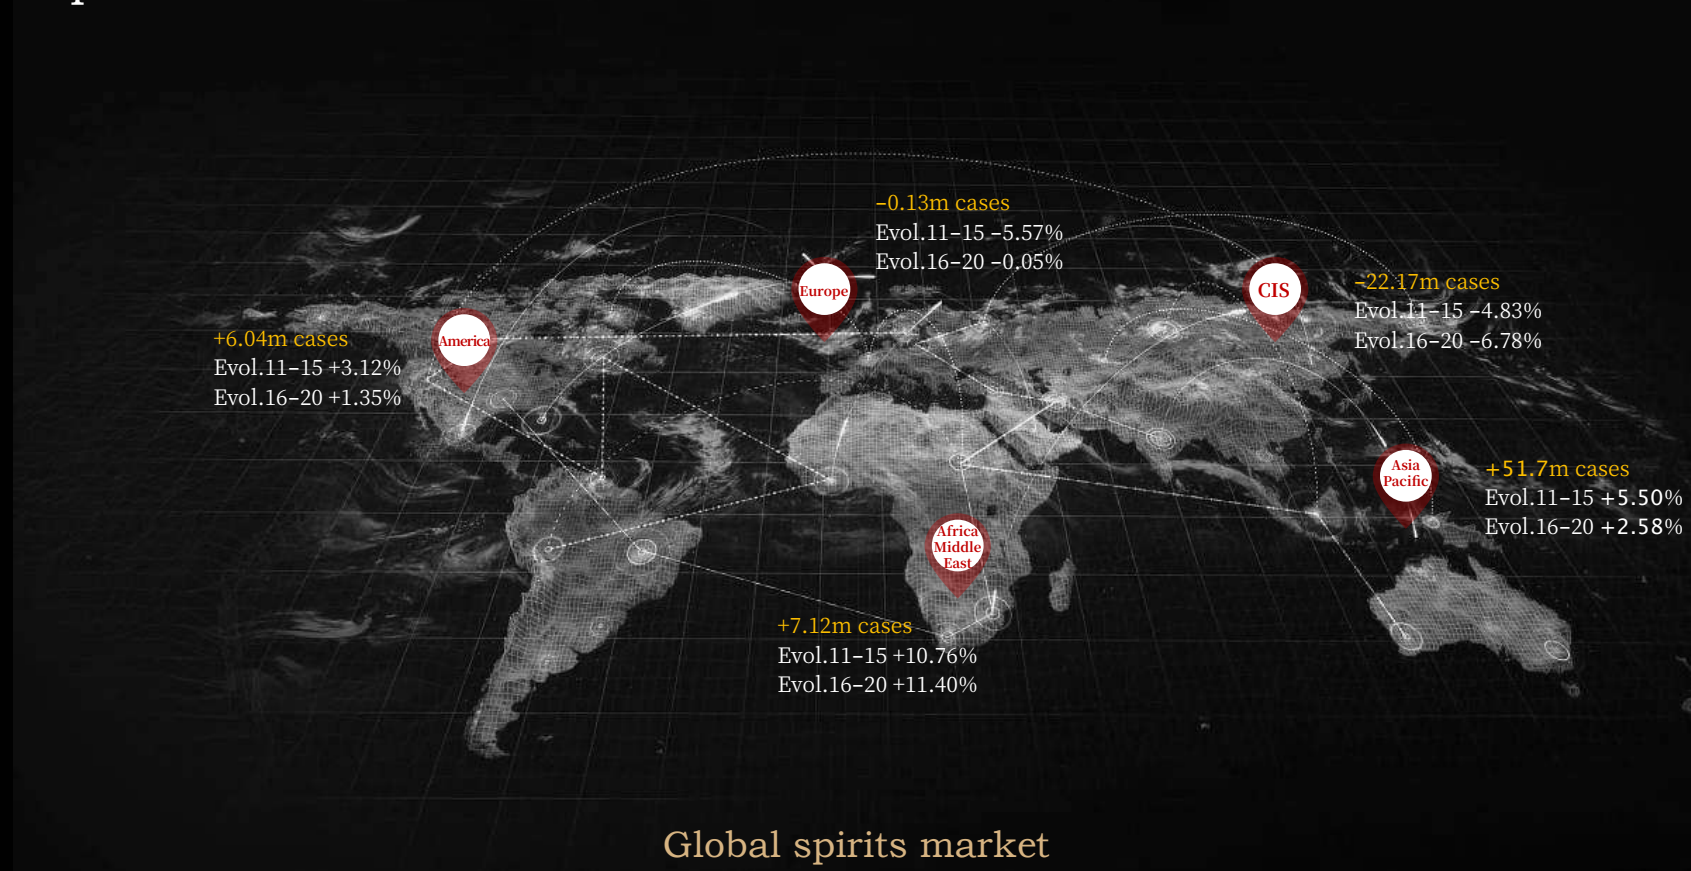 –0.13m cases
Evol.11–15 –5.57%
Evol.16–20 –0.05%
Europe
CIS
–22.17m cases
Evol.11–15 –4.83%
Evol.16–20 –6.78%
America
+6.04m cases
Evol.11–15 +3.12%
Evol.16–20 +1.35%
Asia
Pacific
+51.7m cases
Evol.11–15 +5.50%
Evol.16–20 +2.58%
Africa
Middle
East
+7.12m cases
Evol.11–15 +10.76%
Evol.16–20 +11.40%
Global spirits market